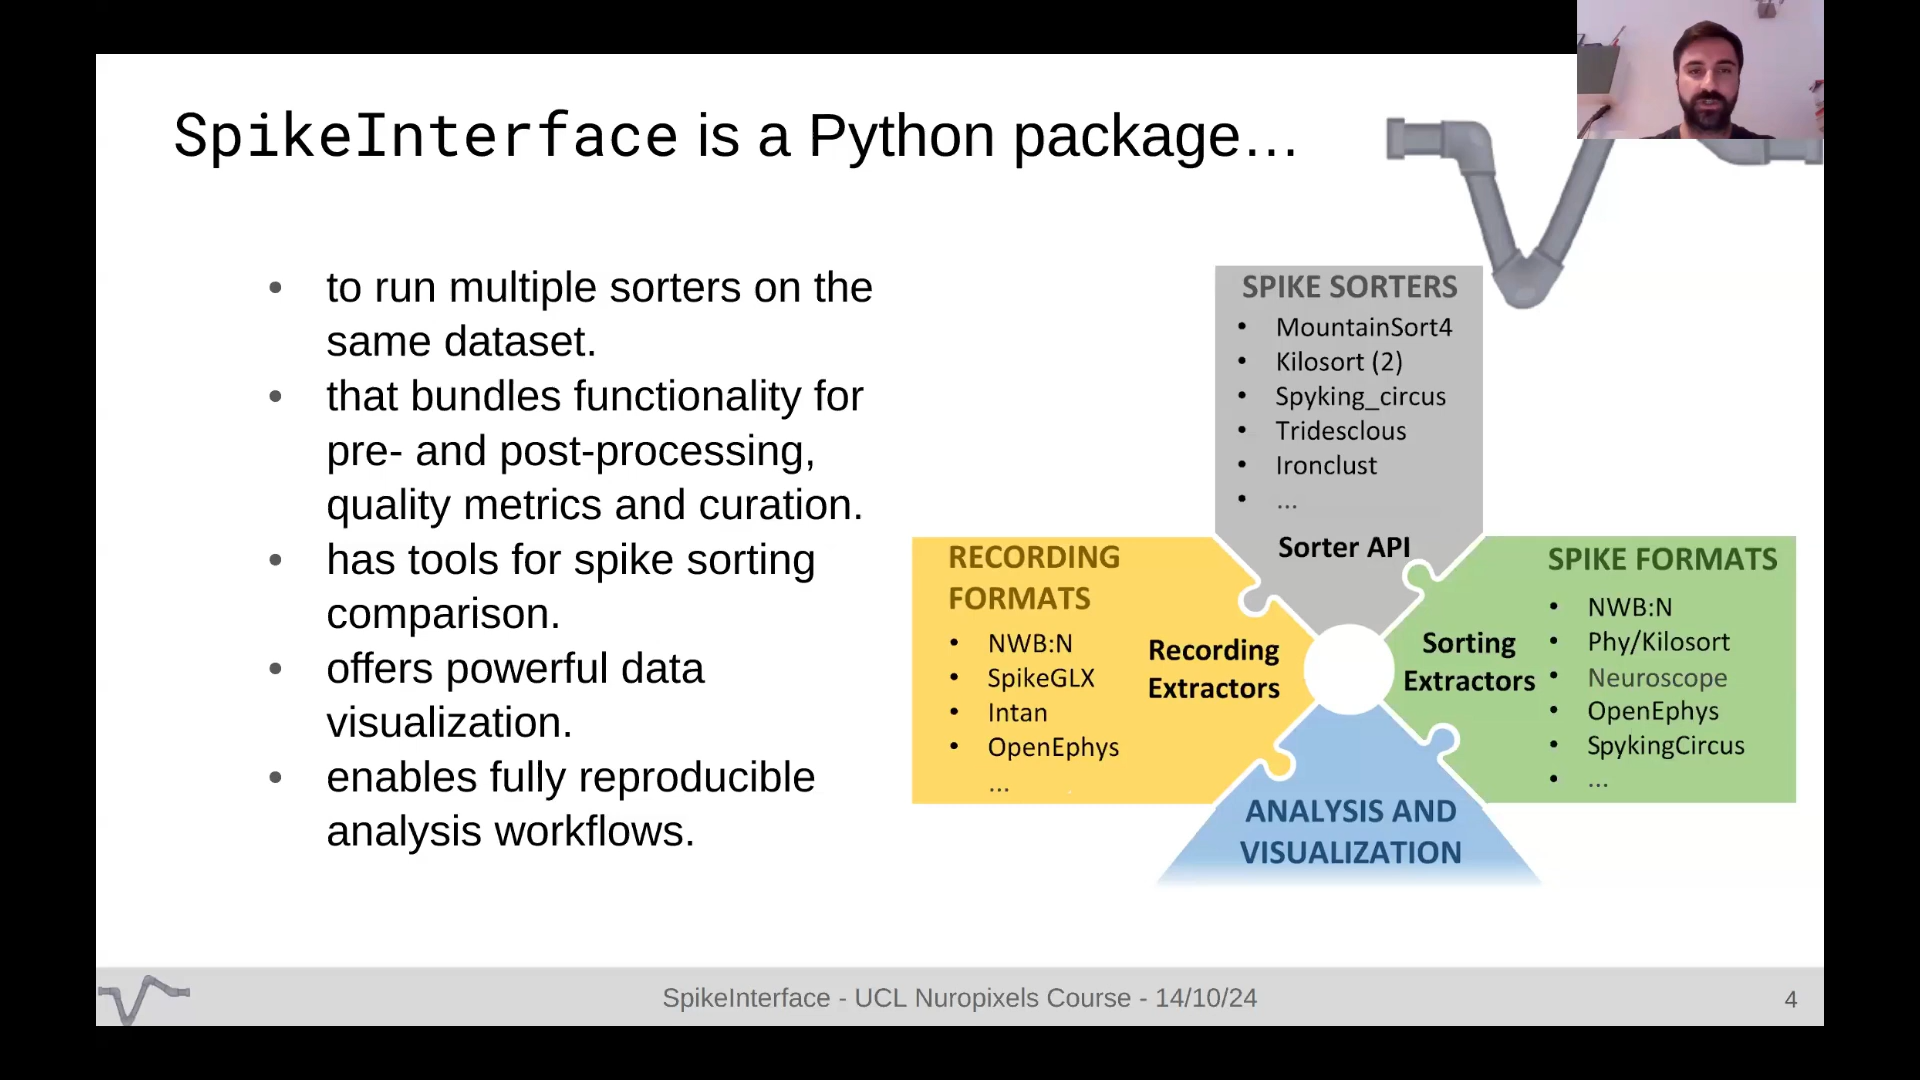 SpikeInterface is a Python package…
• to run multiple sorters on the
same dataset.
• that bundles functionality for
pre- and post-processing,
quality metrics and curation.
• has tools for spike sorting
comparison.
• offers powerful data
visualization.
• enables fully reproducible
analysis workflows.
SPIKE SORTERS
• MountainSort4
• Kilosort (2)
• Spyking_circus
• Tridesclous
• Ironclust
• ...
Sorter API
RECORDING
FORMATS
• NWB:N
• SpikeGLX
• Intan
• OpenEphys
...
Recording
Extractors
Sorting
Extractors
SPIKE FORMATS
• NWB:N
• Phy/Kilosort
• Neuroscope
• OpenEphys
• SpykingCircus
• ...
ANALYSIS AND
VISUALIZATION
SpikeInterface - UCL Nuropixels Course - 14/10/24
4